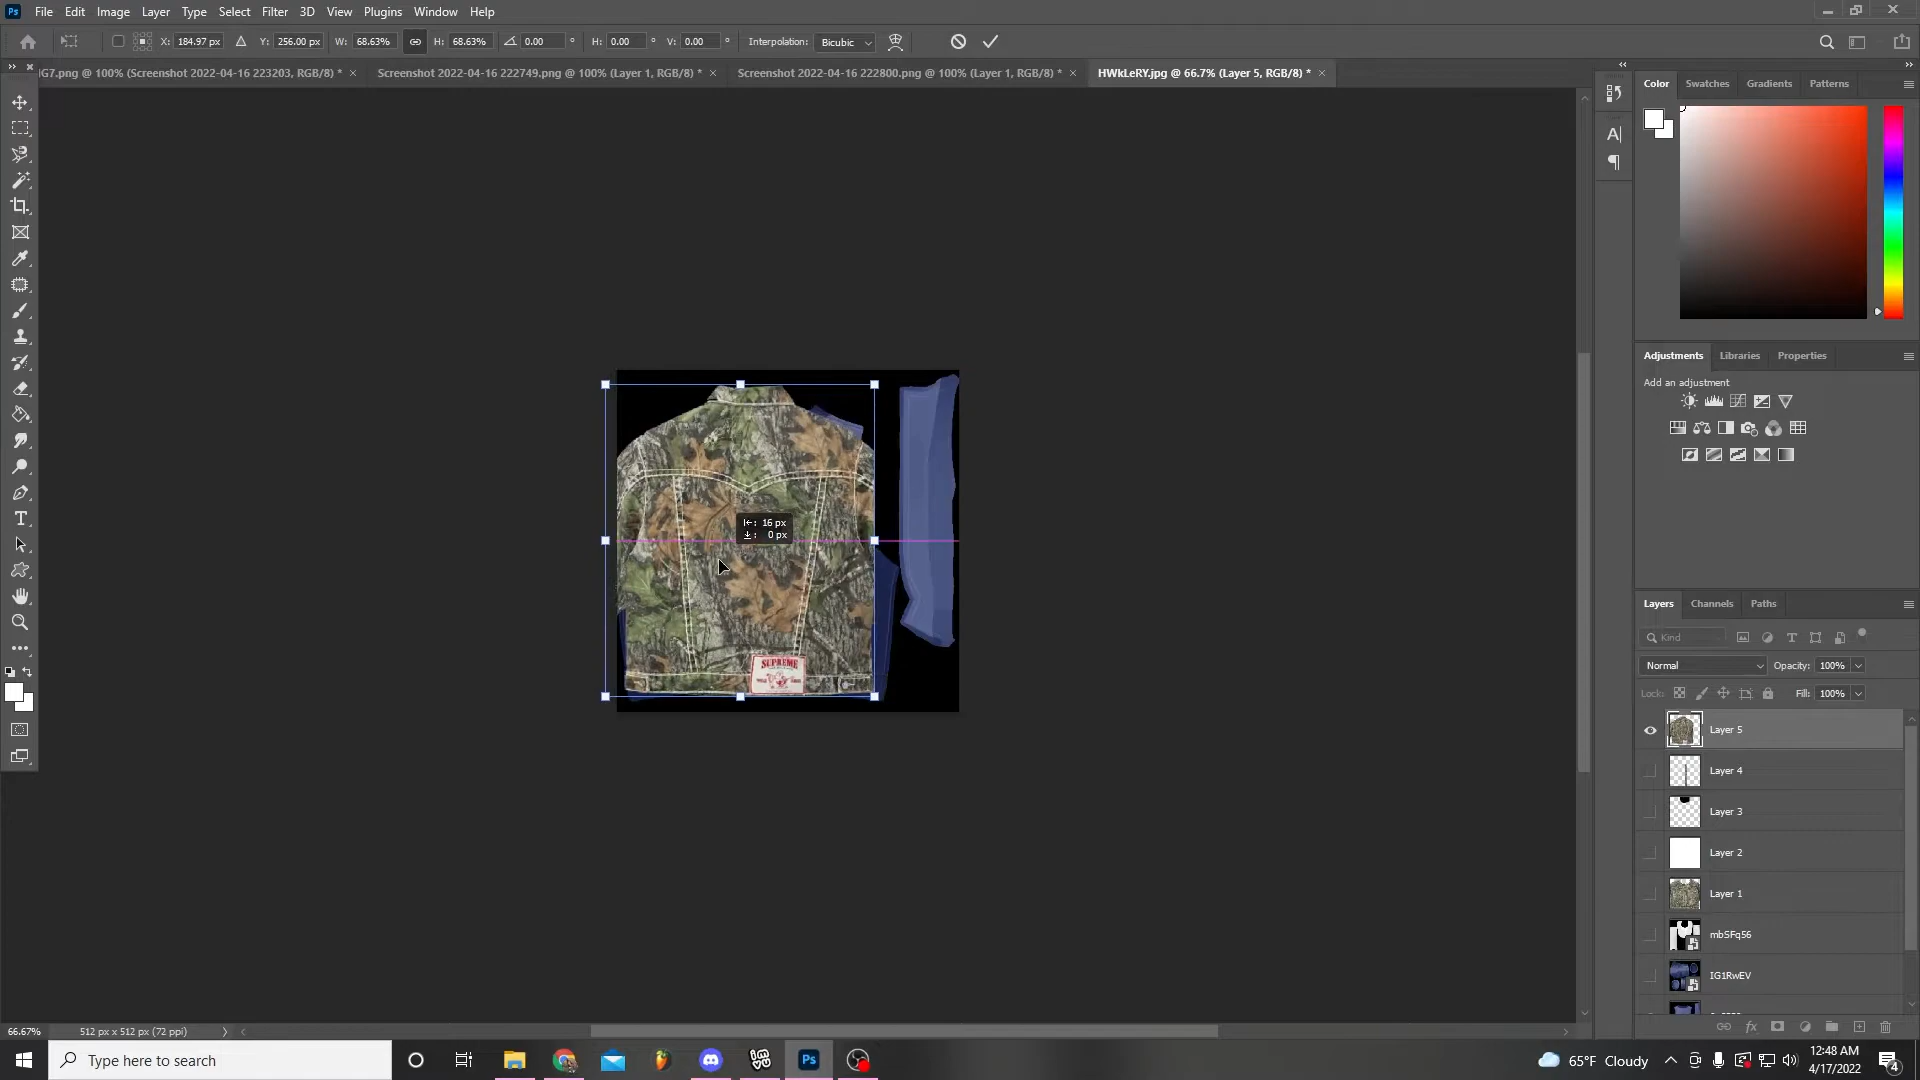 Ps File Edit Image Layer Type Select Filter 3D View Plugins Window Help
X: 184.97 px Y: 256.00 px W: 68.63% H: 68.63% 0.00 ° H: 0.00 ° V: 0.00 ° Interpolation: Bicubic
IG7.png @ 100% (Screenshot 2022-04-16 223203, RGB/8) * × Screenshot 2022-04-16 222749.png @ 100% (Layer 1, RGB/8) * × Screenshot 2022-04-16 222800.png @ 100% (Layer 1, RGB/8) * × HWkLeRY.jpg @ 66.7% (Layer 5, RGB/8) * ×
Color Swatches Gradients Patterns
Adjustments Libraries Properties
Add an adjustment
16 px
0 px
SUPREME
Layers Channels Paths
Kind
Normal Opacity: 100%
Lock: Fill: 100%
Layer 5
Layer 4
Layer 3
Layer 2
Layer 1
mbSFq56
IG1RwEV
66.67% 512 px x 512 px (72 ppi)
Type here to search
Ps
65°F Cloudy
12:48 AM
4/17/2022
4